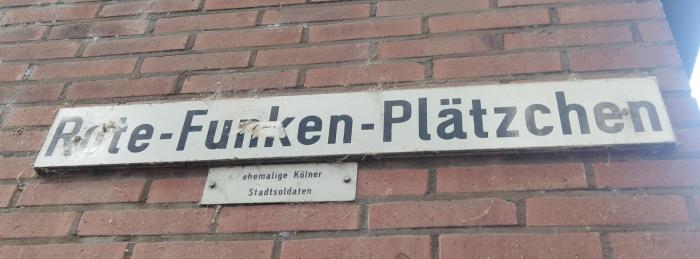 Rote-Funken-Plätzchen
ehemalige Kölner
Stadtsoldaten